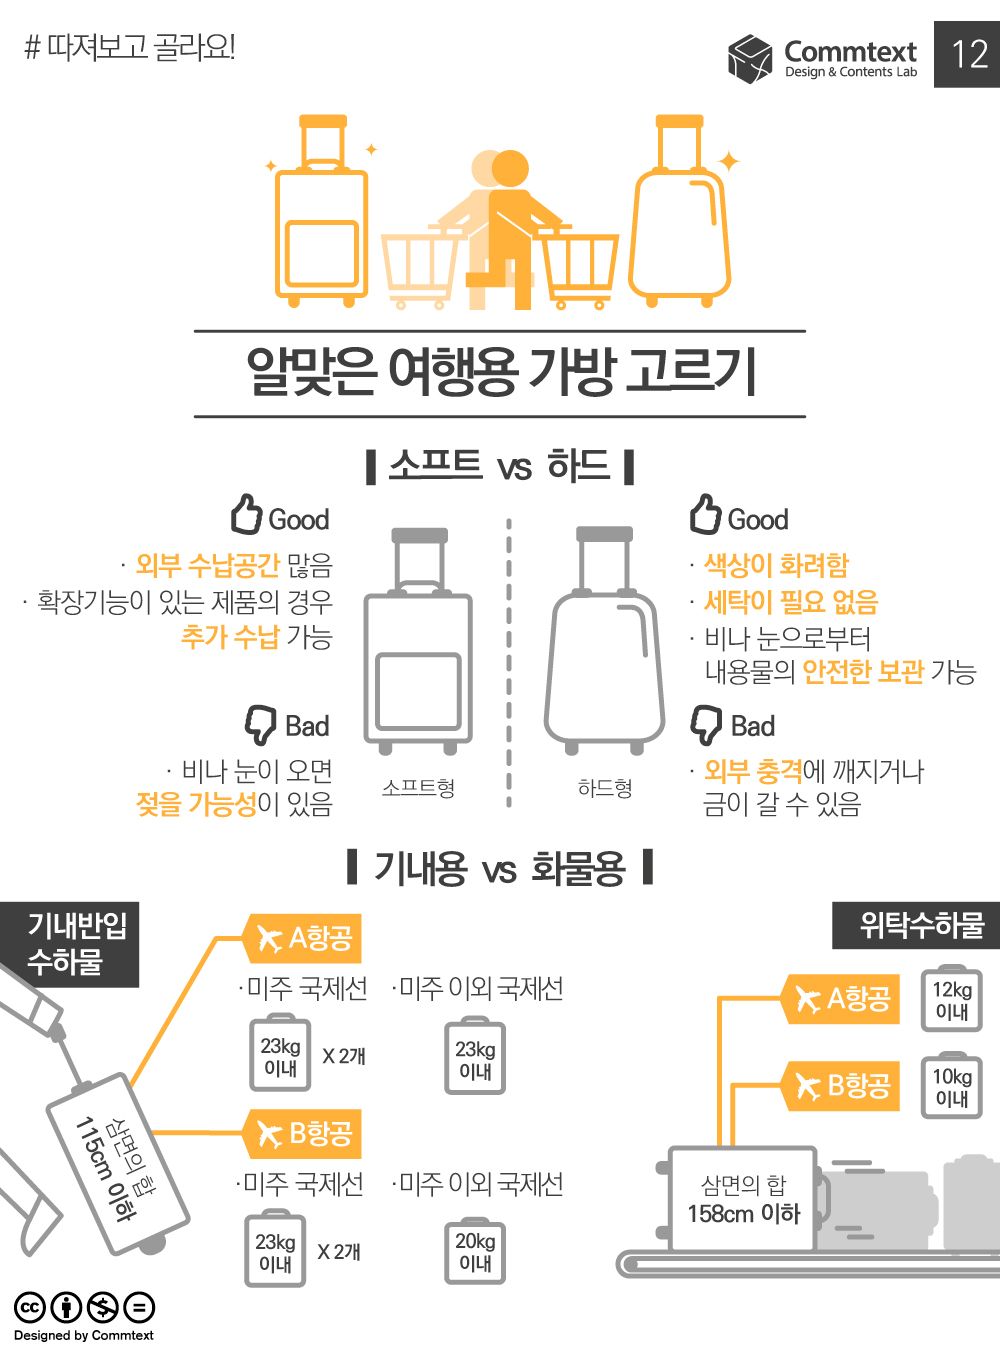 # 따져보고 골라요!
Commtext
Design & Contents Lab
12
알맞은 여행용 가방 고르기
소프트 vs 하드
Good
· 외부 수납공간 많음
· 확장기능이 있는 제품의 경우
추가 수납 가능
Bad
· 비나 눈이 오면
젖을 가능성이 있음
소프트형
하드형
Good
· 색상이 화려함
· 세탁이 필요 없음
· 비나 눈으로부터
내용물의 안전한 보관 가능
Bad
· 외부 충격에 깨지거나
금이 갈 수 있음
기내용 vs 화물용
기내반입
수하물
삼면의 합
115cm 이하
A항공
·미주 국제선
23kg
이내
X 2개
·미주 이외 국제선
23kg
이내
B항공
·미주 국제선
23kg
이내
X 2개
·미주 이외 국제선
20kg
이내
위탁수하물
A항공
12kg
이내
B항공
10kg
이내
삼면의 합
158cm 이하
cc
Designed by Commtext